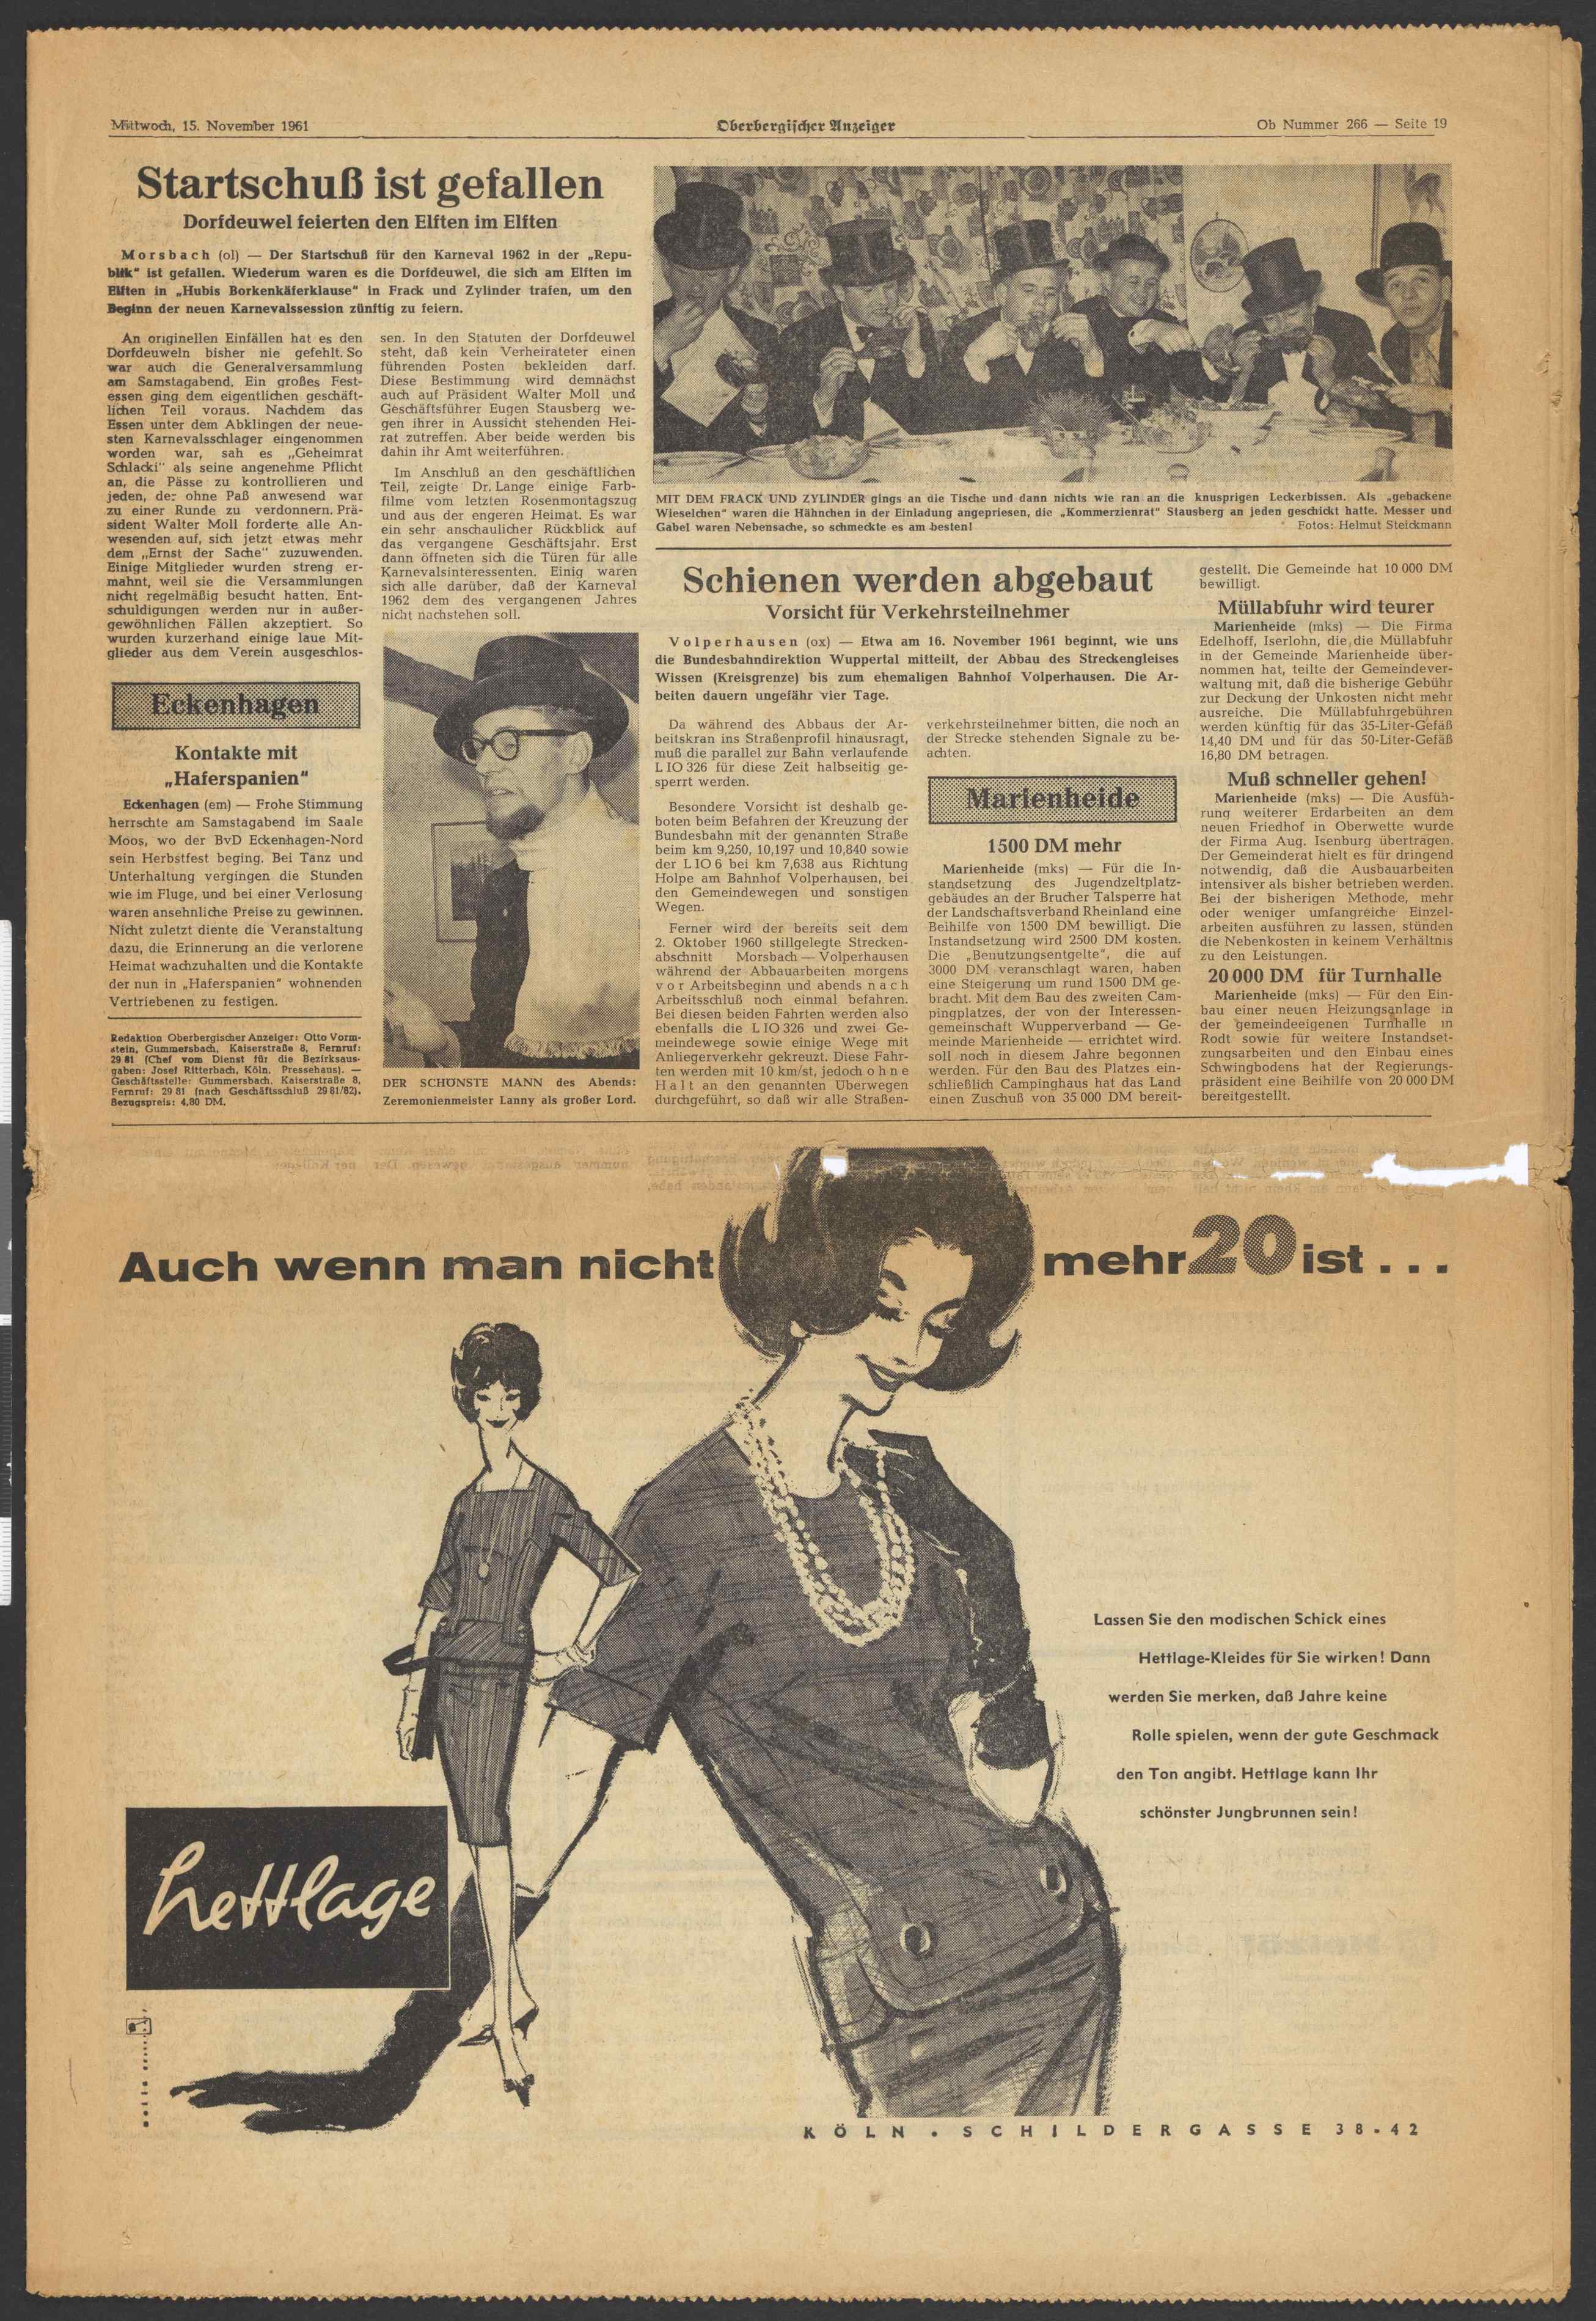 Mittwoch, 15. November 1961
Oberbergischer Anzeiger
Ob Nummer 266 — Seite 19
Startschuß ist gefallen
Dorfdeuwel feierten den Elften im Elften
Morsbach (ol) — Der Startschuß für den Karneval 1962 in der „Repu-
blik“ ist gefallen. Wiederum waren es die Dorfdeuwel, die sich am Elften im
Elften in „Hubis Borkenkäferklause“ in Frack und Zylinder trafen, um den
Beginn der neuen Karnevalssession zünftig zu feiern.
An originellen Einfällen hat es den
Dorfdeuweln bisher nie gefehlt. So
war auch die Generalversammlung
am Samstagabend. Ein großes Fest-
essen ging dem eigentlichen geschäft-
lichen Teil voraus. Nachdem das
Essen unter dem Abklingen der neue-
sten Karnevalsschlager eingenommen
worden war, sah es „Geheimrat
Schlacki“ als seine angenehme Pflicht
an, die Pässe zu kontrollieren und
jeden, der ohne Paß anwesend war
zu einer Runde zu verdonnern. Prä-
sident Walter Moll forderte alle An-
wesenden auf, sich jetzt etwas mehr
dem „Ernst der Sache“ zuzuwenden.
Einige Mitglieder wurden streng er-
mahnt, weil sie die Versammlungen
nicht regelmäßig besucht hatten. Ent-
schuldigungen werden nur in außer-
gewöhnlichen Fällen akzeptiert. So
wurden kurzerhand einige laue Mit-
glieder aus dem Verein ausgeschlos-
sen. In den Statuten der Dorfdeuwel
steht, daß kein Verheirateter einen
führenden Posten bekleiden darf.
Diese Bestimmung wird demnächst
auch auf Präsident Walter Moll und
Geschäftsführer Eugen Stausberg we-
gen ihrer in Aussicht stehenden Hei-
rat zutreffen. Aber beide werden bis
dahin ihr Amt weiterführen.
Im Anschluß an den geschäftlichen
Teil, zeigte Dr. Lange einige Farb-
filme vom letzten Rosenmontagszug
und aus der engeren Heimat. Es war
ein sehr anschaulicher Rückblick auf
das vergangene Geschäftsjahr. Erst
dann öffneten sich die Türen für alle
Karnevalsinteressenten. Einig waren
sich alle darüber, daß der Karneval
1962 dem des vergangenen Jahres
nicht nachstehen soll.
DER SCHÖNSTE MANN des Abends:
Zeremonienmeister Lanny als großer Lord.
Eckenhagen
Kontakte mit
„Haferspanien“
Eckenhagen (em) — Frohe Stimmung
herrschte am Samstagabend im Saale
Moos, wo der BvD Eckenhagen-Nord
sein Herbstfest beging. Bei Tanz und
Unterhaltung vergingen die Stunden
wie im Fluge, und bei einer Verlosung
waren ansehnliche Preise zu gewinnen.
Nicht zuletzt diente die Veranstaltung
dazu, die Erinnerung an die verlorene
Heimat wachzuhalten und die Kontakte
der nun in „Haferspanien“ wohnenden
Vertriebenen zu festigen.
Redaktion Oberbergischer Anzeiger: Otto Vorm-
stein, Gummersbach, Kaiserstraße 8, Fernruf:
29 81 (Chef vom Dienst für die Bezirksaus-
gaben: Josef Ritterbach, Köln, Pressehaus). —
Geschäftsstelle: Gummersbach, Kaiserstraße 8,
Fernruf: 29 81 (nach Geschäftsschluß 29 81/82).
Bezugspreis: 4,80 DM.
MIT DEM FRACK UND ZYLINDER gings an die Tische und dann nichts wie ran an die knusprigen Leckerbissen. Als „gebackene
Wieselchen“ waren die Hähnchen in der Einladung angepriesen, die „Kommerzienrat“ Stausberg an jeden geschickt hatte. Messer und
Gabel waren Nebensache, so schmeckte es am besten!
Fotos: Helmut Steickmann
Schienen werden abgebaut
Vorsicht für Verkehrsteilnehmer
Volperhausen (ox) — Etwa am 16. November 1961 beginnt, wie uns
die Bundesbahndirektion Wuppertal mitteilt, der Abbau des Streckengleises
Wissen (Kreisgrenze) bis zum ehemaligen Bahnhof Volperhausen. Die Ar-
beiten dauern ungefähr vier Tage.
Da während des Abbaus der Ar-
beitskran ins Straßenprofil hinausragt,
muß die parallel zur Bahn verlaufende
L IO 326 für diese Zeit halbseitig ge-
sperrt werden.
Besondere Vorsicht ist deshalb ge-
boten beim Befahren der Kreuzung der
Bundesbahn mit der genannten Straße
beim km 9,250, 10,197 und 10,840 sowie
der L IO 6 bei km 7,638 aus Richtung
Holpe am Bahnhof Volperhausen, bei
den Gemeindewegen und sonstigen
Wegen.
Ferner wird der bereits seit dem
2. Oktober 1960 stillgelegte Strecken-
abschnitt Morsbach — Volperhausen
während der Abbauarbeiten morgens
vor Arbeitsbeginn und abends nach
Arbeitsschluß noch einmal befahren.
Bei diesen beiden Fahrten werden also
ebenfalls die L IO 326 und zwei Ge-
meindewege sowie einige Wege mit
Anliegerverkehr gekreuzt. Diese Fahr-
ten werden mit 10 km/st, jedoch ohne
Halt an den genannten Überwegen
durchgeführt, so daß wir alle Straßen-
verkehrsteilnehmer bitten, die noch an
der Strecke stehenden Signale zu be-
achten.
Marienheide
1500 DM mehr
Marienheide (mks) — Für die In-
standsetzung des Jugendzeltplatz-
gebäudes an der Brucher Talsperre hat
der Landschaftsverband Rheinland eine
Beihilfe von 1500 DM bewilligt. Die
Instandsetzung wird 2500 DM kosten.
Die „Benutzungsentgelte“, die auf
3000 DM veranschlagt waren, haben
eine Steigerung um rund 1500 DM ge-
bracht. Mit dem Bau des zweiten Cam-
pingplatzes, der von der Interessen-
gemeinschaft Wupperverband — Ge-
meinde Marienheide — errichtet wird.
soll noch in diesem Jahre begonnen
werden. Für den Bau des Platzes ein-
schließlich Campinghaus hat das Land
einen Zuschuß von 35 000 DM bereit-
gestellt. Die Gemeinde hat 10 000 DM
bewilligt.
Müllabfuhr wird teurer
Marienheide (mks) — Die Firma
Edelhoff, Iserlohn, die die Müllabfuhr
in der Gemeinde Marienheide über-
nommen hat, teilte der Gemeindever-
waltung mit, daß die bisherige Gebühr
zur Deckung der Unkosten nicht mehr
ausreiche. Die Müllabfuhrgebühren
werden künftig für das 35-Liter-Gefäß
14,40 DM und für das 50-Liter-Gefäß
16,80 DM betragen.
Muß schneller gehen!
Marienheide (mks) — Die Ausfüh-
rung weiterer Erdarbeiten an dem
neuen Friedhof in Oberwette wurde
der Firma Aug. Isenburg übertragen.
Der Gemeinderat hielt es für dringend
notwendig, daß die Ausbauarbeiten
intensiver als bisher betrieben werden.
Bei der bisherigen Methode, mehr
oder weniger umfangreiche Einzel-
arbeiten ausführen zu lassen, stünden
die Nebenkosten in keinem Verhältnis
zu den Leistungen.
20 000 DM für Turnhalle
Marienheide (mks) — Für den Ein-
bau einer neuen Heizungsanlage in
der gemeindeeigenen Turnhalle in
Rodt sowie für weitere Instandset-
zungsarbeiten und den Einbau eines
Schwingbodens hat der Regierungs-
präsident eine Beihilfe von 20 000 DM
bereitgestellt.
Auch wenn man nicht mehr 20 ist . . .
Lassen Sie den modischen Schick eines
Hettlage-Kleides für Sie wirken! Dann
werden Sie merken, daß Jahre keine
Rolle spielen, wenn der gute Geschmack
den Ton angibt. Hettlage kann Ihr
schönster Jungbrunnen sein!
hettlage
KÖLN . SCHILDERGASSE 38-42